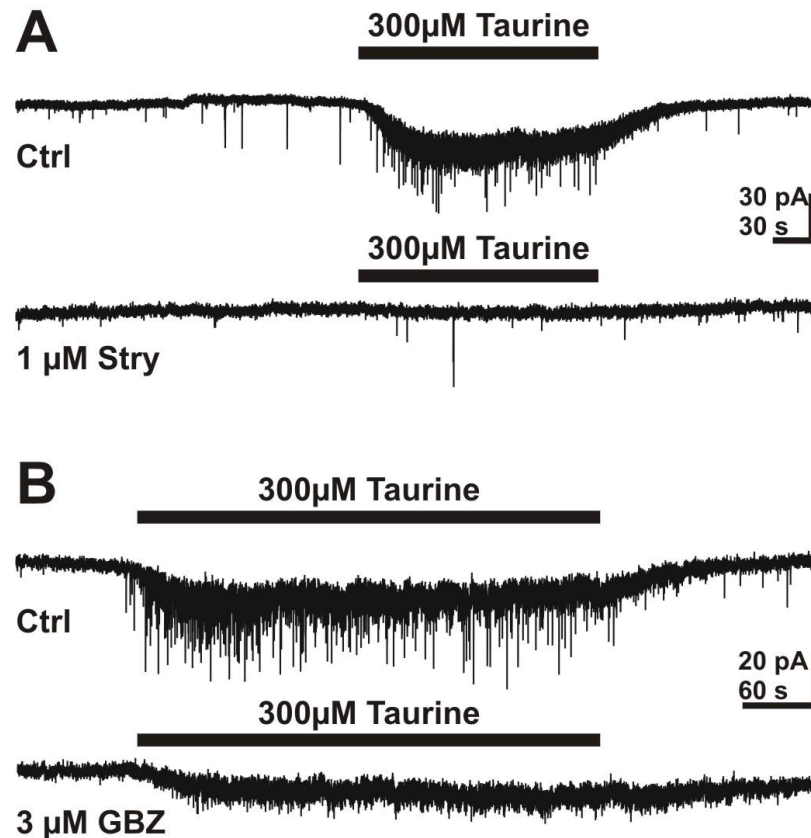 A
300µM Taurine
Ctrl
30 pA
30 s
300µM Taurine
1 µM Stry
B
300µM Taurine
Ctrl
20 pA
60 s
300µM Taurine
3 µM GBZ